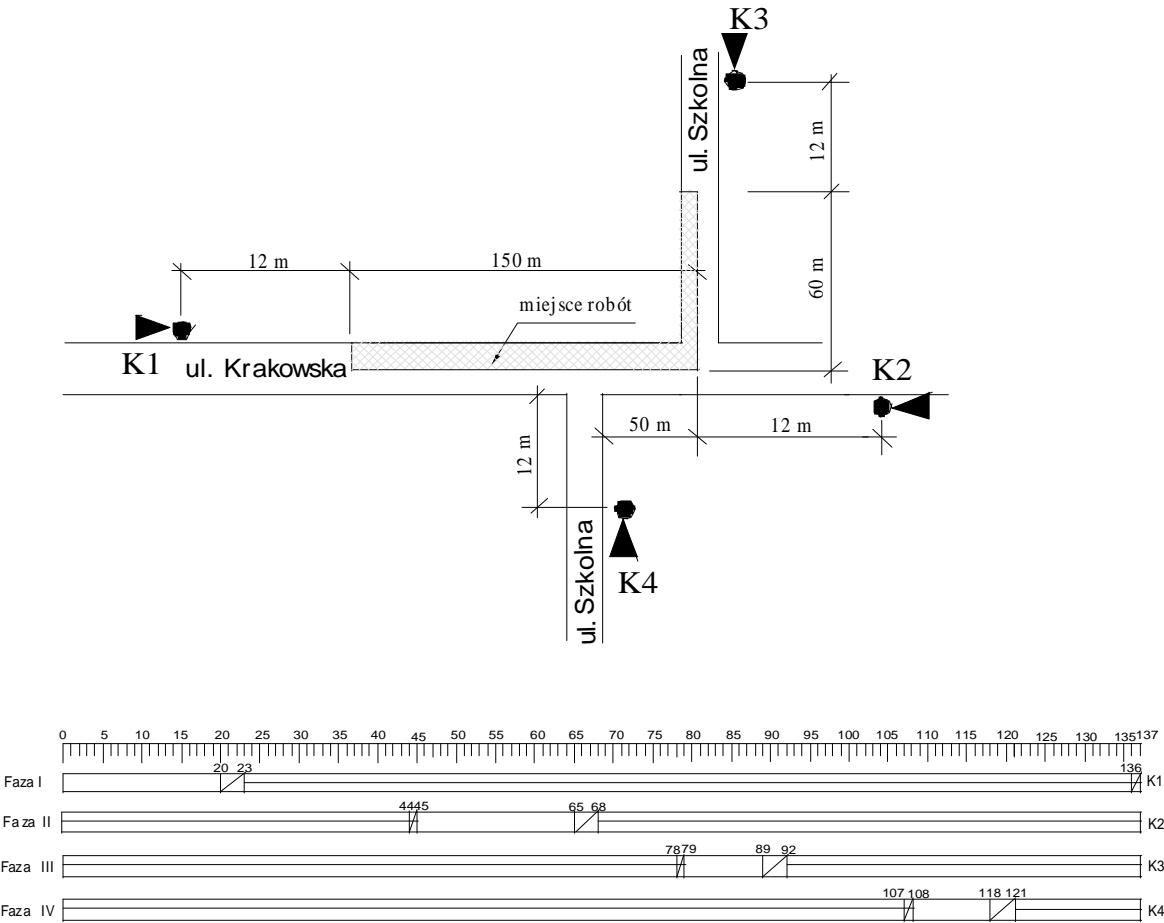 K3
ul. Szkolna
12 m
12 m
150 m
60 m
miejsce robót
K1
ul. Krakowska
K2
12 m
50 m
12 m
ul. Szkolna
K4
0 5 10 15 20 25 30 35 40 45 50 55 60 65 70 75 80 85 90 95 100 105 110 115 120 125 130 135 137
Faza I 20 23 136 K1
Faza II 44 45 65 68 K2
Faza III 78 79 89 92 K3
Faza IV 107 108 118 121 K4